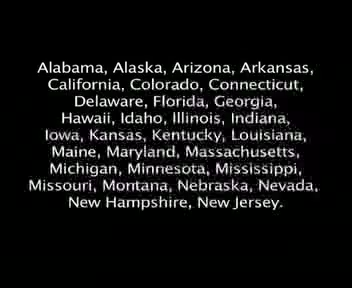 Alabama, Alaska, Arizona, Arkansas,
California, Colorado, Connecticut,
Delaware, Florida, Georgia,
Hawaii, Idaho, Illinois, Indiana,
Iowa, Kansas, Kentucky, Louisiana,
Maine, Maryland, Massachusetts,
Michigan, Minnesota, Mississippi,
Missouri, Montana, Nebraska, Nevada,
New Hampshire, New Jersey.